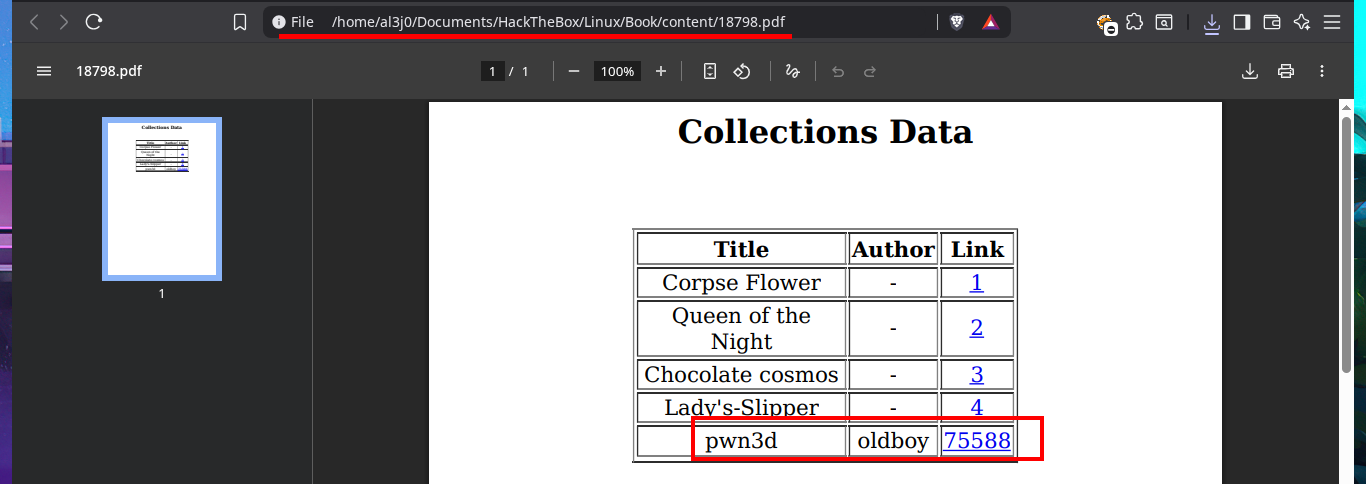 File /home/al3j0/Documents/HackTheBox/Linux/Book/content/18798.pdf
18798.pdf
1 / 1
100%
1
Collections Data
Title Author Link
Corpse Flower - 1
Queen of the
Night - 2
Chocolate cosmos - 3
Lady's-Slipper - 4
pwn3d oldboy 75588